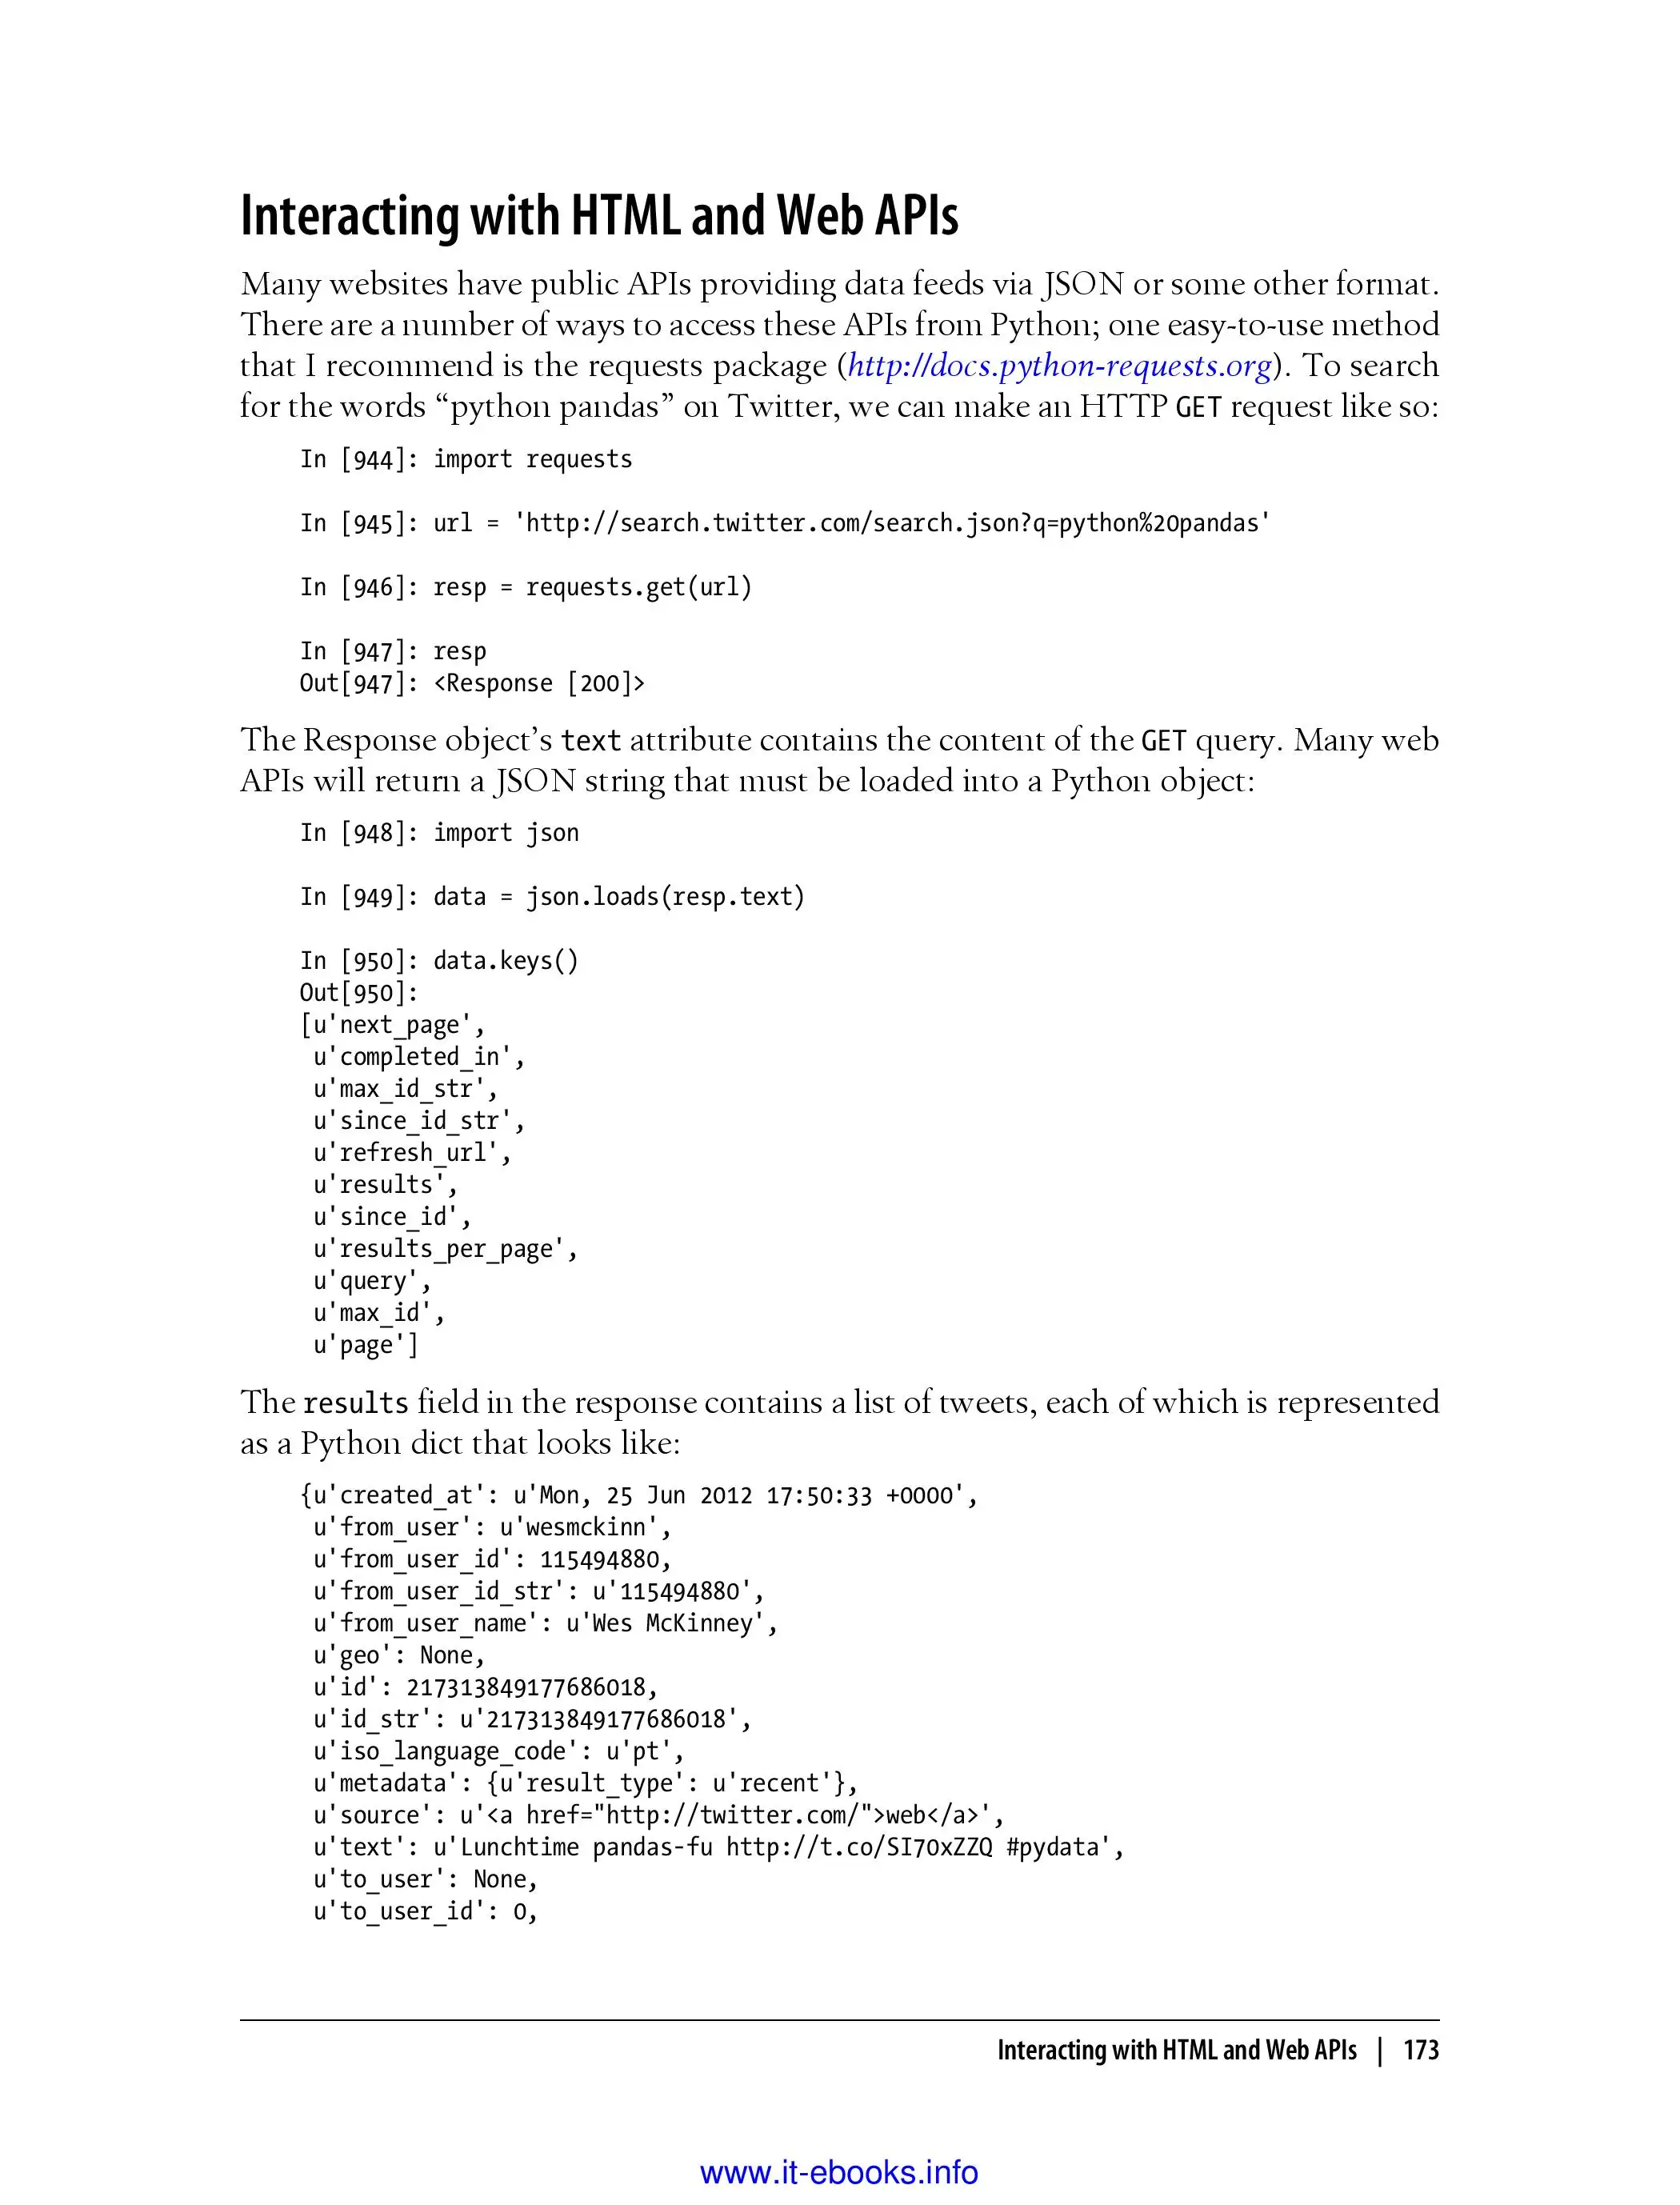 Interacting with HTML and Web APIs
Many websites have public APIs providing data feeds via JSON or some other format.
There are a number of ways to access these APIs from Python; one easy-to-use method
that I recommend is the requests package (http://docs.python-requests.org). To search
for the words “python pandas” on Twitter, we can make an HTTP GET request like so:
In [944]: import requests
In [945]: url = 'http://search.twitter.com/search.json?q=python%20pandas'
In [946]: resp = requests.get(url)
In [947]: resp
Out[947]: <Response [200]>
The Response object’s text attribute contains the content of the GET query. Many web
APIs will return a JSON string that must be loaded into a Python object:
In [948]: import json
In [949]: data = json.loads(resp.text)
In [950]: data.keys()
Out[950]:
[u'next_page',
 u'completed_in',
 u'max_id_str',
 u'since_id_str',
 u'refresh_url',
 u'results',
 u'since_id',
 u'results_per_page',
 u'query',
 u'max_id',
 u'page']
The results field in the response contains a list of tweets, each of which is represented
as a Python dict that looks like:
{u'created_at': u'Mon, 25 Jun 2012 17:50:33 +0000',
 u'from_user': u'wesmckinn',
 u'from_user_id': 115494880,
 u'from_user_id_str': u'115494880',
 u'from_user_name': u'Wes McKinney',
 u'geo': None,
 u'id': 217313849177686018,
 u'id_str': u'217313849177686018',
 u'iso_language_code': u'pt',
 u'metadata': {u'result_type': u'recent'},
 u'source': u'<a href="http://twitter.com/">web</a>',
 u'text': u'Lunchtime pandas-fu http://t.co/SI70xZZQ #pydata',
 u'to_user': None,
 u'to_user_id': 0,
Interacting with HTML and Web APIs | 173
www.it-ebooks.info